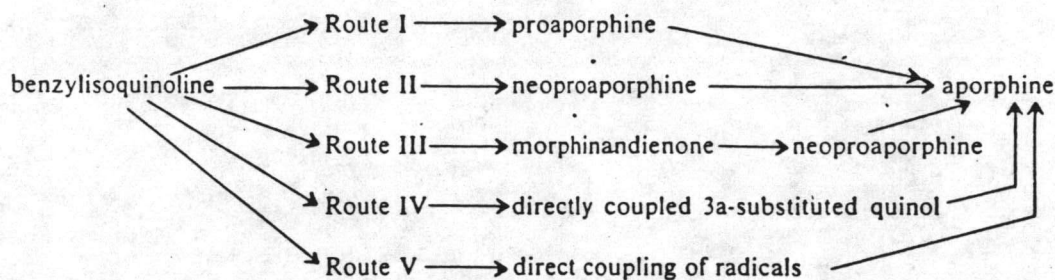 Route I proaporphine
benzylisoquinoline Route II neoproaporphine aporphine
Route III morphinandienone neoproaporphine
Route IV directly coupled 3a-substituted quinol
Route V direct coupling of radicals